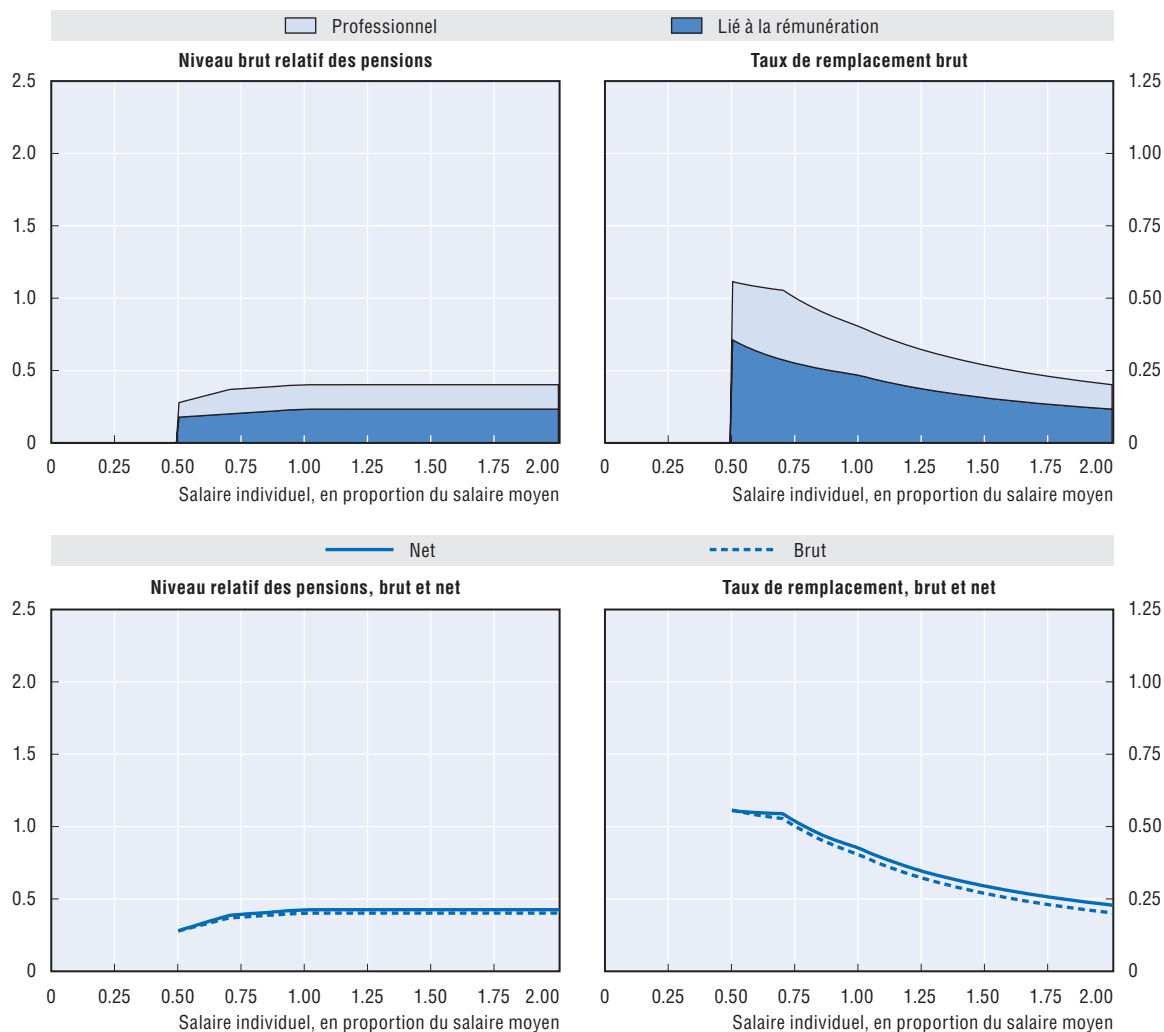 Professionnel Lié à la rémunération
Niveau brut relatif des pensions
2.5
2.0
1.5
1.0
0.5
0
0 0.25 0.50 0.75 1.00 1.25 1.50 1.75 2.00
Salaire individuel, en proportion du salaire moyen
Taux de remplacement brut
1.25
1.00
0.75
0.50
0.25
0
0 0.25 0.50 0.75 1.00 1.25 1.50 1.75 2.00
Salaire individuel, en proportion du salaire moyen
Net Brut
Niveau relatif des pensions, brut et net
2.5
2.0
1.5
1.0
0.5
0
0 0.25 0.50 0.75 1.00 1.25 1.50 1.75 2.00
Salaire individuel, en proportion du salaire moyen
Taux de remplacement, brut et net
1.25
1.00
0.75
0.50
0.25
0
0 0.25 0.50 0.75 1.00 1.25 1.50 1.75 2.00
Salaire individuel, en proportion du salaire moyen